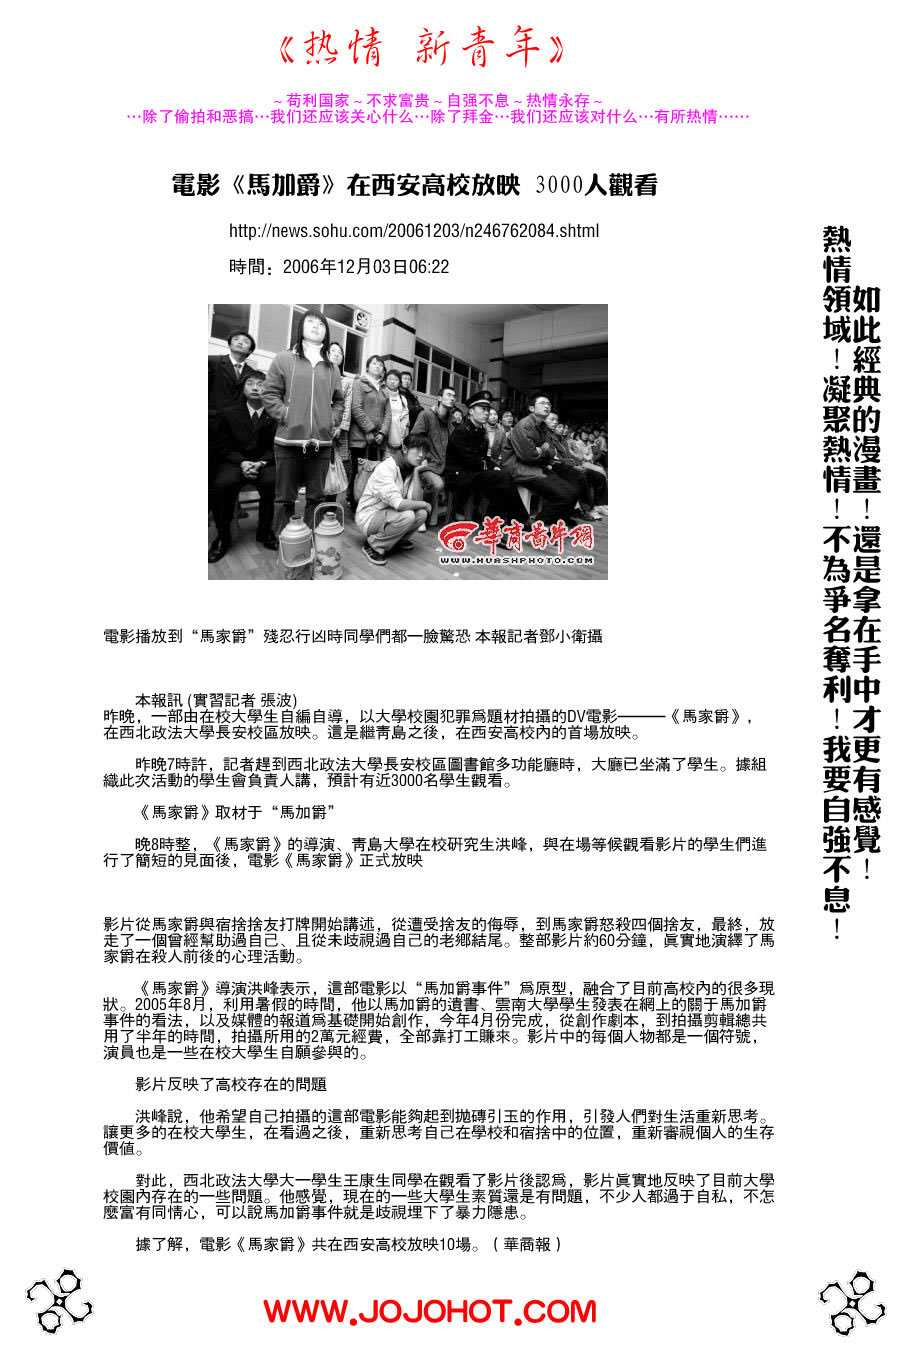 《热情 新青年》
～苟利国家～不求富贵～自强不息～热情永存～
…除了偷拍和恶搞…我们还应该关心什么…除了拜金…我们还应该对什么…有所热情……
電影《馬加爵》在西安高校放映 3000人觀看
http://news.sohu.com/20061203/n246762084.shtml
時間：2006年12月03日06:22
華商圖片網
WWW.HUASHPHOTO.COM
電影播放到“馬家爵”殘忍行凶時同學們都一臉驚恐 本報記者鄧小衛攝
本報訊 (實習記者 張波)
昨晚，一部由在校大學生自編自導，以大學校園犯罪爲題材拍攝的DV電影———《馬家爵》，
在西北政法大學長安校區放映。這是繼靑島之後，在西安高校內的首場放映。
昨晚7時許，記者趕到西北政法大學長安校區圖書館多功能廳時，大廳已坐滿了學生。據組
織此次活動的學生會負責人講，預計有近3000名學生觀看。
《馬家爵》取材于“馬加爵”
晚8時整，《馬家爵》的導演、靑島大學在校硏究生洪峰，與在場等候觀看影片的學生們進
行了簡短的見面後，電影《馬家爵》正式放映
影片從馬家爵與宿捨捨友打牌開始講述，從遭受捨友的侮辱，到馬家爵怒殺四個捨友，最終，放
走了一個曾經幫助過自己、且從未歧視過自己的老鄉結尾。整部影片約60分鐘，眞實地演繹了馬
家爵在殺人前後的心理活動。
《馬家爵》導演洪峰表示，這部電影以“馬加爵事件”爲原型，融合了目前高校內的很多現
狀。2005年8月，利用暑假的時間，他以馬加爵的遺書、雲南大學學生發表在網上的關于馬加爵
事件的看法，以及媒體的報道爲基礎開始創作，今年4月份完成，從創作劇本，到拍攝剪輯總共
用了半年的時間，拍攝所用的2萬元經費，全部靠打工賺來。影片中的每個人物都是一個符號，
演員也是一些在校大學生自願參與的。
影片反映了高校存在的問題
洪峰說，他希望自己拍攝的這部電影能夠起到拋磚引玉的作用，引發人們對生活重新思考。
讓更多的在校大學生，在看過之後，重新思考自己在學校和宿捨中的位置，重新審視個人的生存
價值。
對此，西北政法大學大一學生王康生同學在觀看了影片後認爲，影片眞實地反映了目前大學
校園內存在的一些問題。他感覺，現在的一些大學生素質還是有問題，不少人都過于自私，不怎
麼富有同情心，可以說馬加爵事件就是歧視埋下了暴力隱患。
據了解，電影《馬家爵》共在西安高校放映10場。（華商報）
如此經典的漫畫！還是拿在手中才更有感覺！
熱情領域！凝聚熱情！不為爭名奪利！我要自強不息！
WWW.JOJOHOT.COM